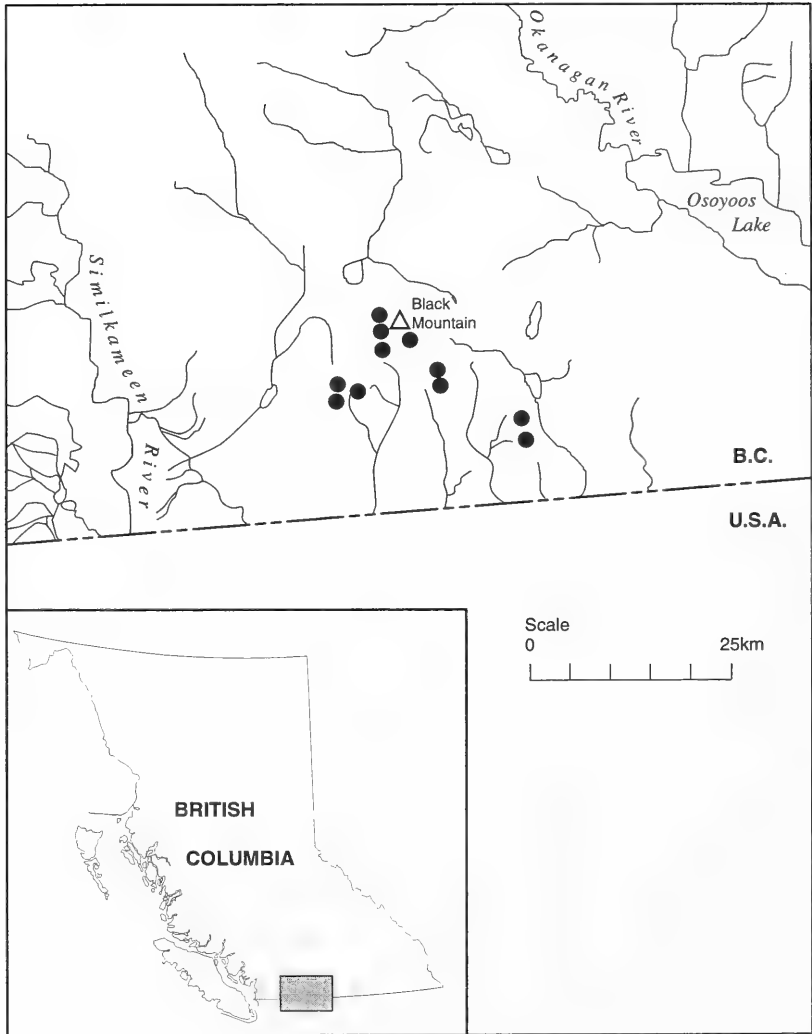 Okanagan River
Osoyoos
Lake
Similkameen
River
Black
Mountain
B.C.
U.S.A.
Scale
0 25km
BRITISH
COLUMBIA